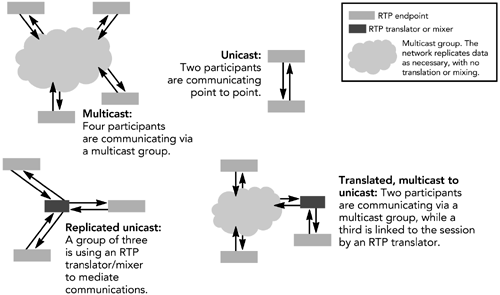 Multicast:
Four participants
are communicating via
a multicast group.
Unicast:
Two participants
are communicating
point to point.
RTP endpoint
RTP translator or mixer
Multicast group. The
network replicates data
as necessary, with no
translation or mixing.
Replicated unicast:
A group of three
is using an RTP
translator/mixer
to mediate
communications.
Translated, multicast to
unicast: Two participants
are communicating via a
multicast group, while
a third is linked to the
session by an RTP translator.